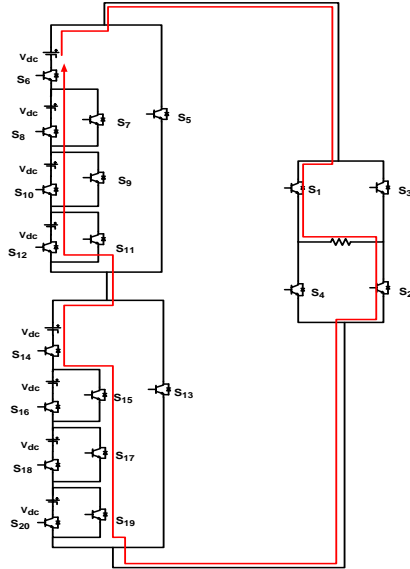 Vdc
S6
S5
Vdc
S7
S8
Vdc
S9
S10
S1
S3
Vdc
S11
S12
S4
S2
Vdc
S14
Vdc
S13
S15
S16
Vdc
S17
S18
Vdc
S19
S20